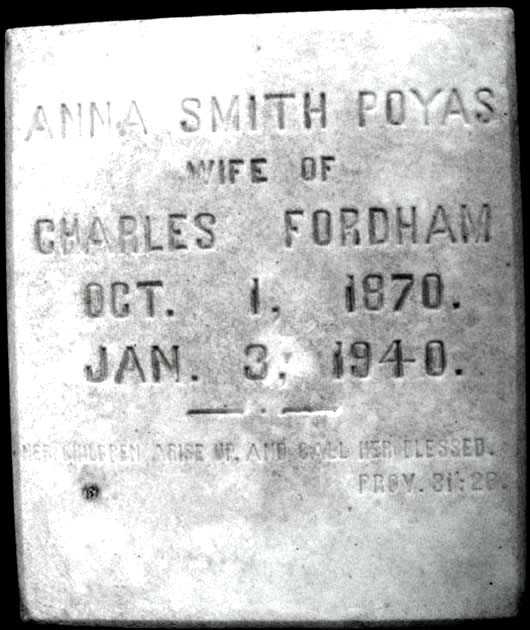 ANNA SMITH POYAS
WIFE OF
CHARLES FORDHAM
OCT. 1, 1870.
JAN. 3, 1940.
HER CHILDREN ARISE UP, AND CALL HER BLESSED.
PROV. 31:28.